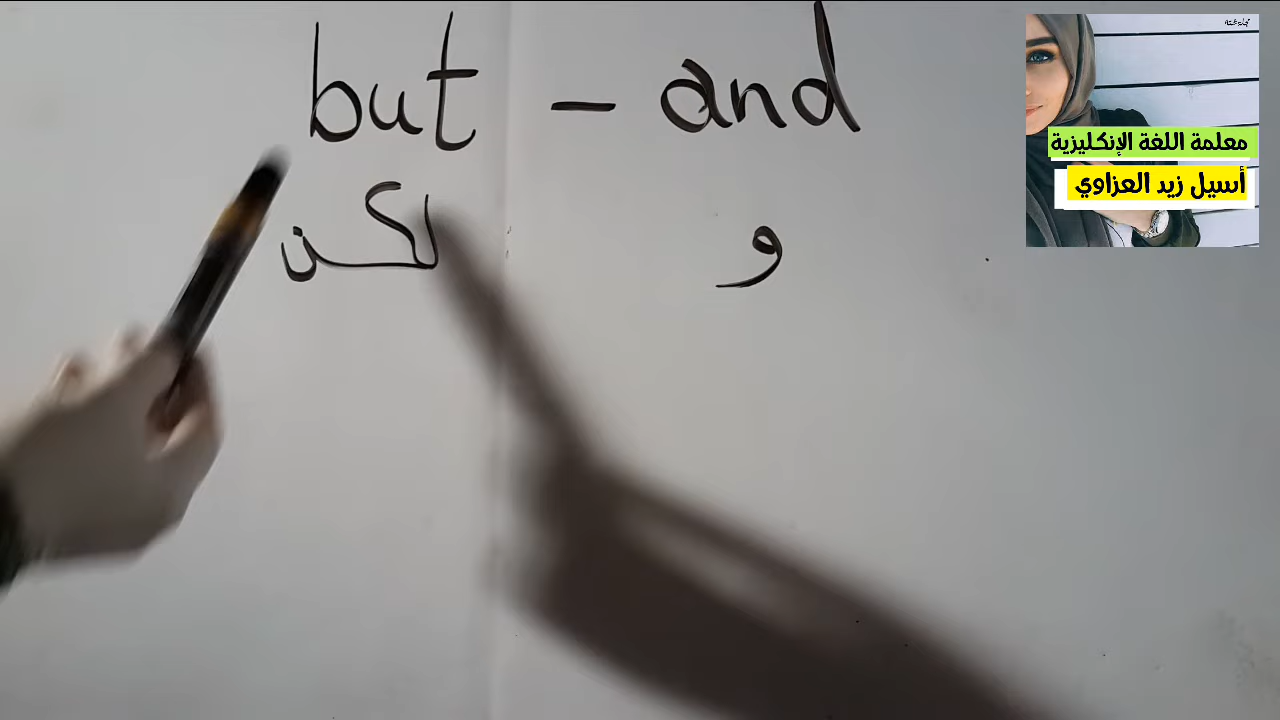 but – and
لكن و
معلمة اللغة الإنكليزية
أسيل زيد العزاوي